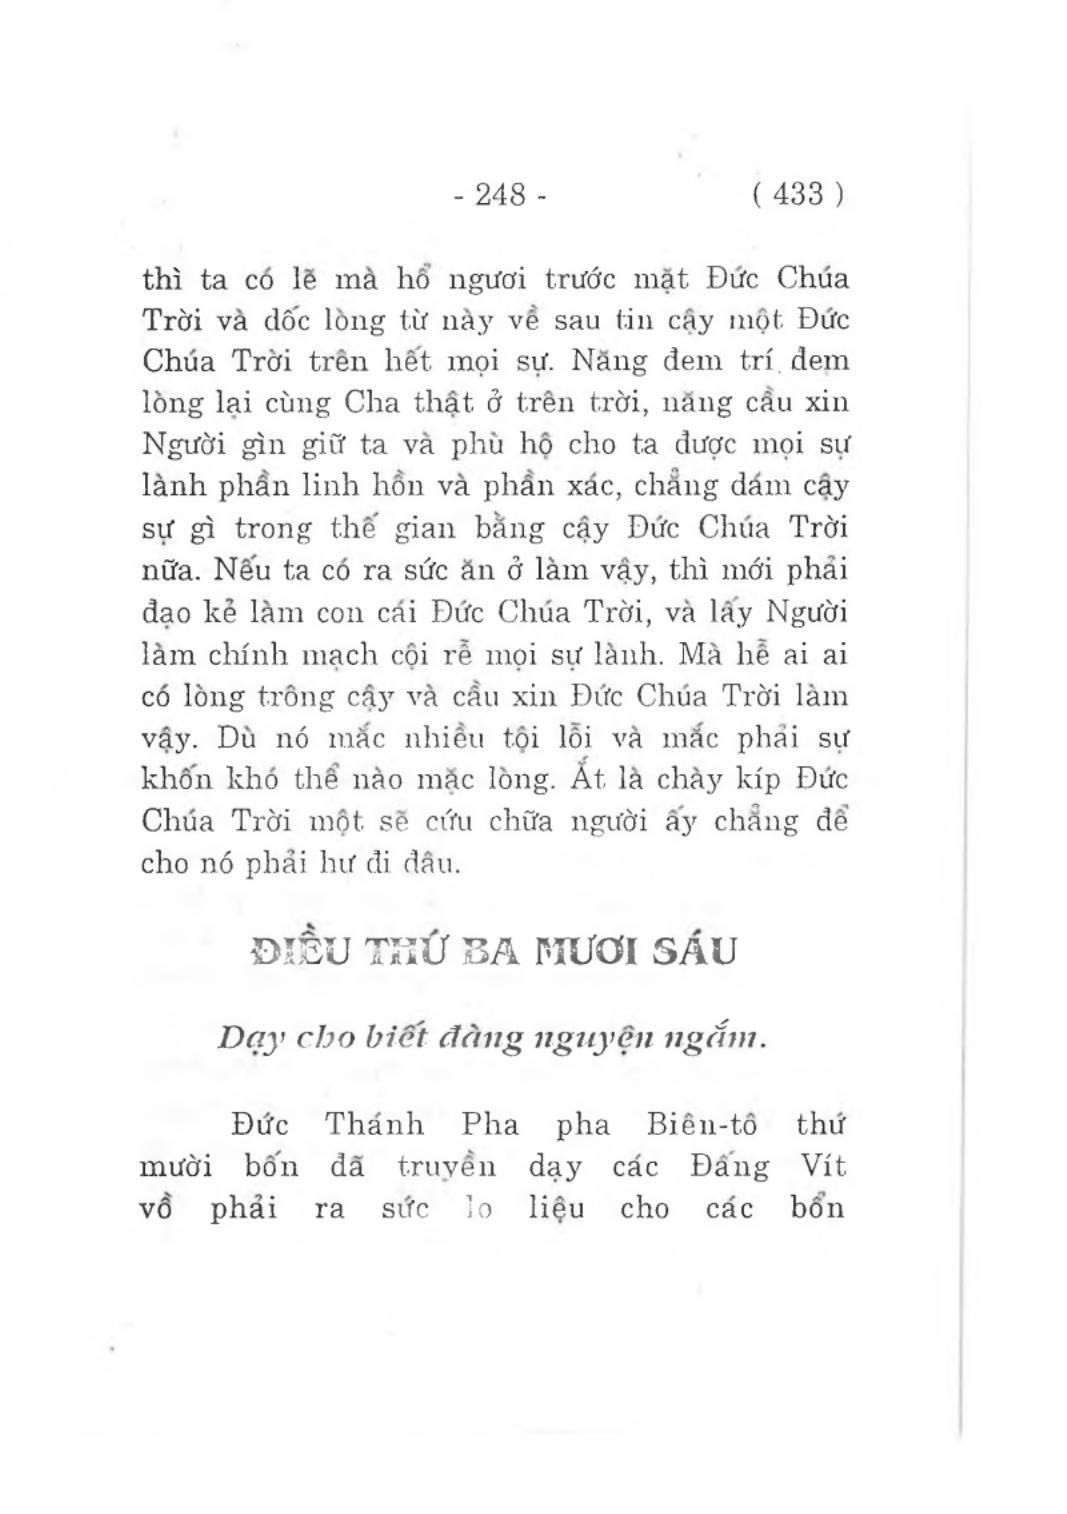 - 248 - ( 433 )
thì ta có lẽ mà hổ ngươi trước mặt Đức Chúa
Trời và dốc lòng từ này về sau tin cậy một Đức
Chúa Trời trên hết mọi sự. Năng đem trí đem
lòng lại cùng Cha thật ở trên trời, năng cầu xin
Người gìn giữ ta và phù hộ cho ta được mọi sự
lành phần linh hồn và phần xác, chẳng dám cậy
sự gì trong thế gian bằng cậy Đức Chúa Trời
nữa. Nếu ta có ra sức ăn ở làm vậy, thì mới phải
đạo kẻ làm con cái Đức Chúa Trời, và lấy Người
làm chính mạch cội rễ mọi sự lành. Mà hễ ai ai
có lòng trông cậy và cầu xin Đức Chúa Trời làm
vậy. Dù nó mắc nhiều tội lỗi và mắc phải sự
khốn khó thể nào mặc lòng. Ắt là chày kíp Đức
Chúa Trời một sẽ cứu chữa người ấy chẳng để
cho nó phải hư đi đâu.
ĐIỀU THỨ BA MƯƠI SÁU
Dạy cho biết đàng nguyện ngắm.
Đức Thánh Pha pha Biên-tô thứ
mười bốn đã truyền dạy các Đấng Vít
vồ phải ra sức lo liệu cho các bổn